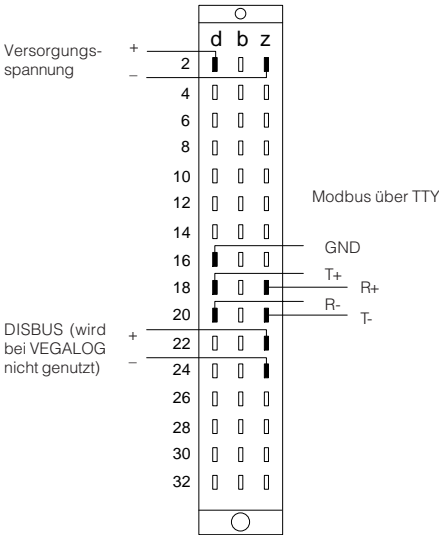 d b z
Versorgungs-
spannung
+
–
2
4
6
8
10
12
14
16
18
20
22
24
26
28
30
32
Modbus über TTY
GND
T+
R+
R-
T-
DISBUS (wird
bei VEGALOG
nicht genutzt)
+
–